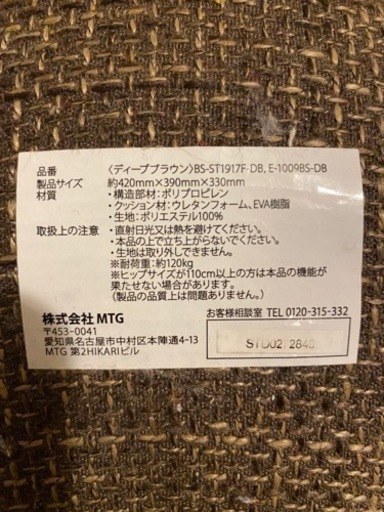 品番 〈ディープブラウン〉BS-ST1917F-DB, E-1009BS-DB
製品サイズ 約420mm×390mm×330mm
材質 ・構造部材：ポリプロピレン
・クッション材：ウレタンフォーム、EVA樹脂
・生地：ポリエステル100%
取扱上の注意 ・直射日光又は熱を避けてください。
・本品の上で立ち上がらないでください。
・生地は取り外しできません。
※耐荷重：約120kg
※ヒップサイズが110cm以上の方は本品の機能が
果たせない場合があります。
（製品の品質上は問題ありません。）
株式会社 MTG
〒453-0041
愛知県名古屋市中村区本陣通4-13
MTG 第2HIKARIビル
お客様相談室 TEL 0120-315-332